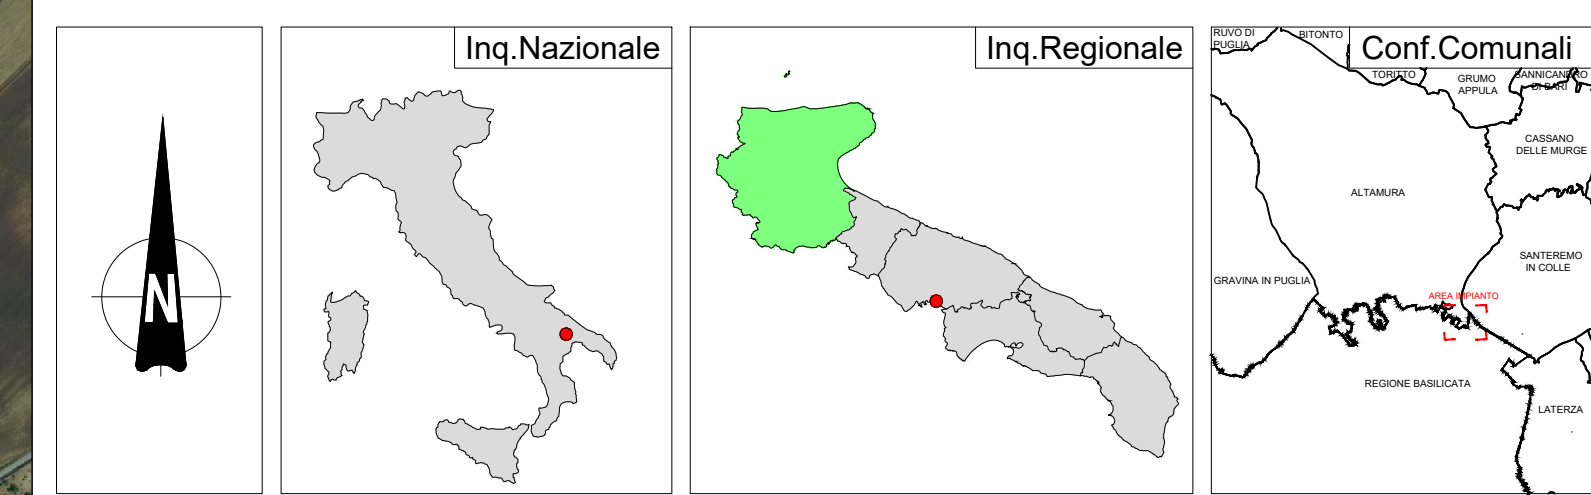 N
Inq.Nazionale
Inq.Regionale
Conf.Comunali
RUVO DI
PUGLIA
BITONTO
TORITTO
GRUMO
APPULA
SANNICANDRO
DI BARI
CASSANO
DELLE MURGE
ALTAMURA
SANTEREMO
IN COLLE
GRAVINA IN PUGLIA
AREA IMPIANTO
REGIONE BASILICATA
LATERZA